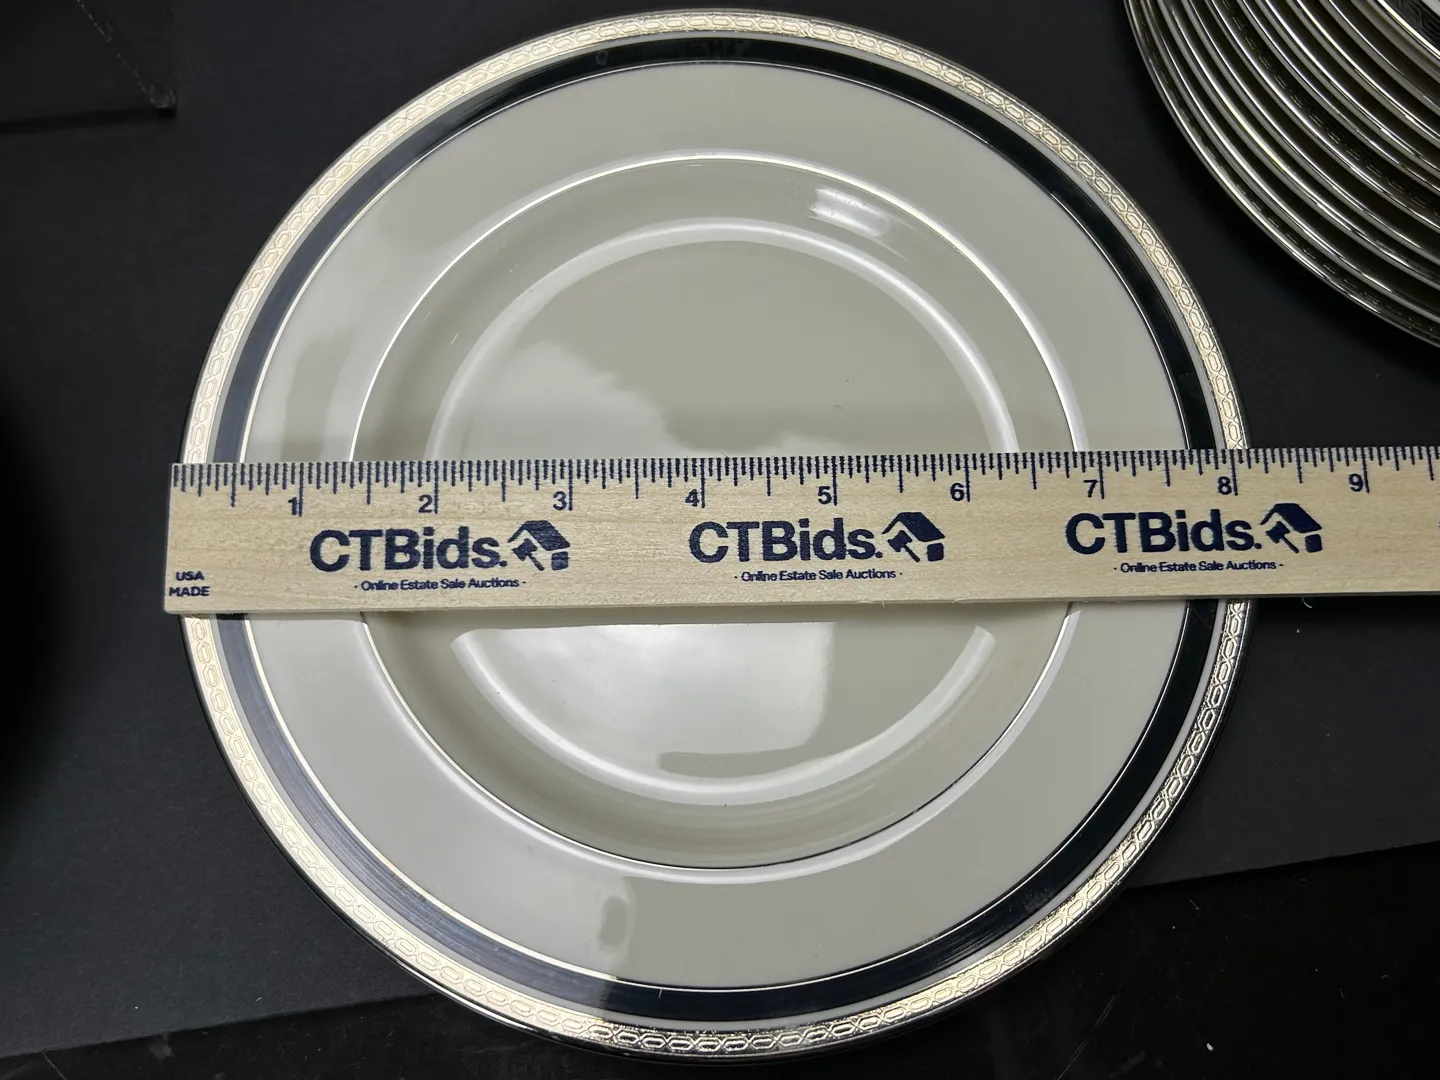 1 2 3 4 5 6 7 8 9
CTBids. CTBids. CTBids.
· Online Estate Sale Auctions · · Online Estate Sale Auctions · · Online Estate Sale Auctions ·
USA
MADE